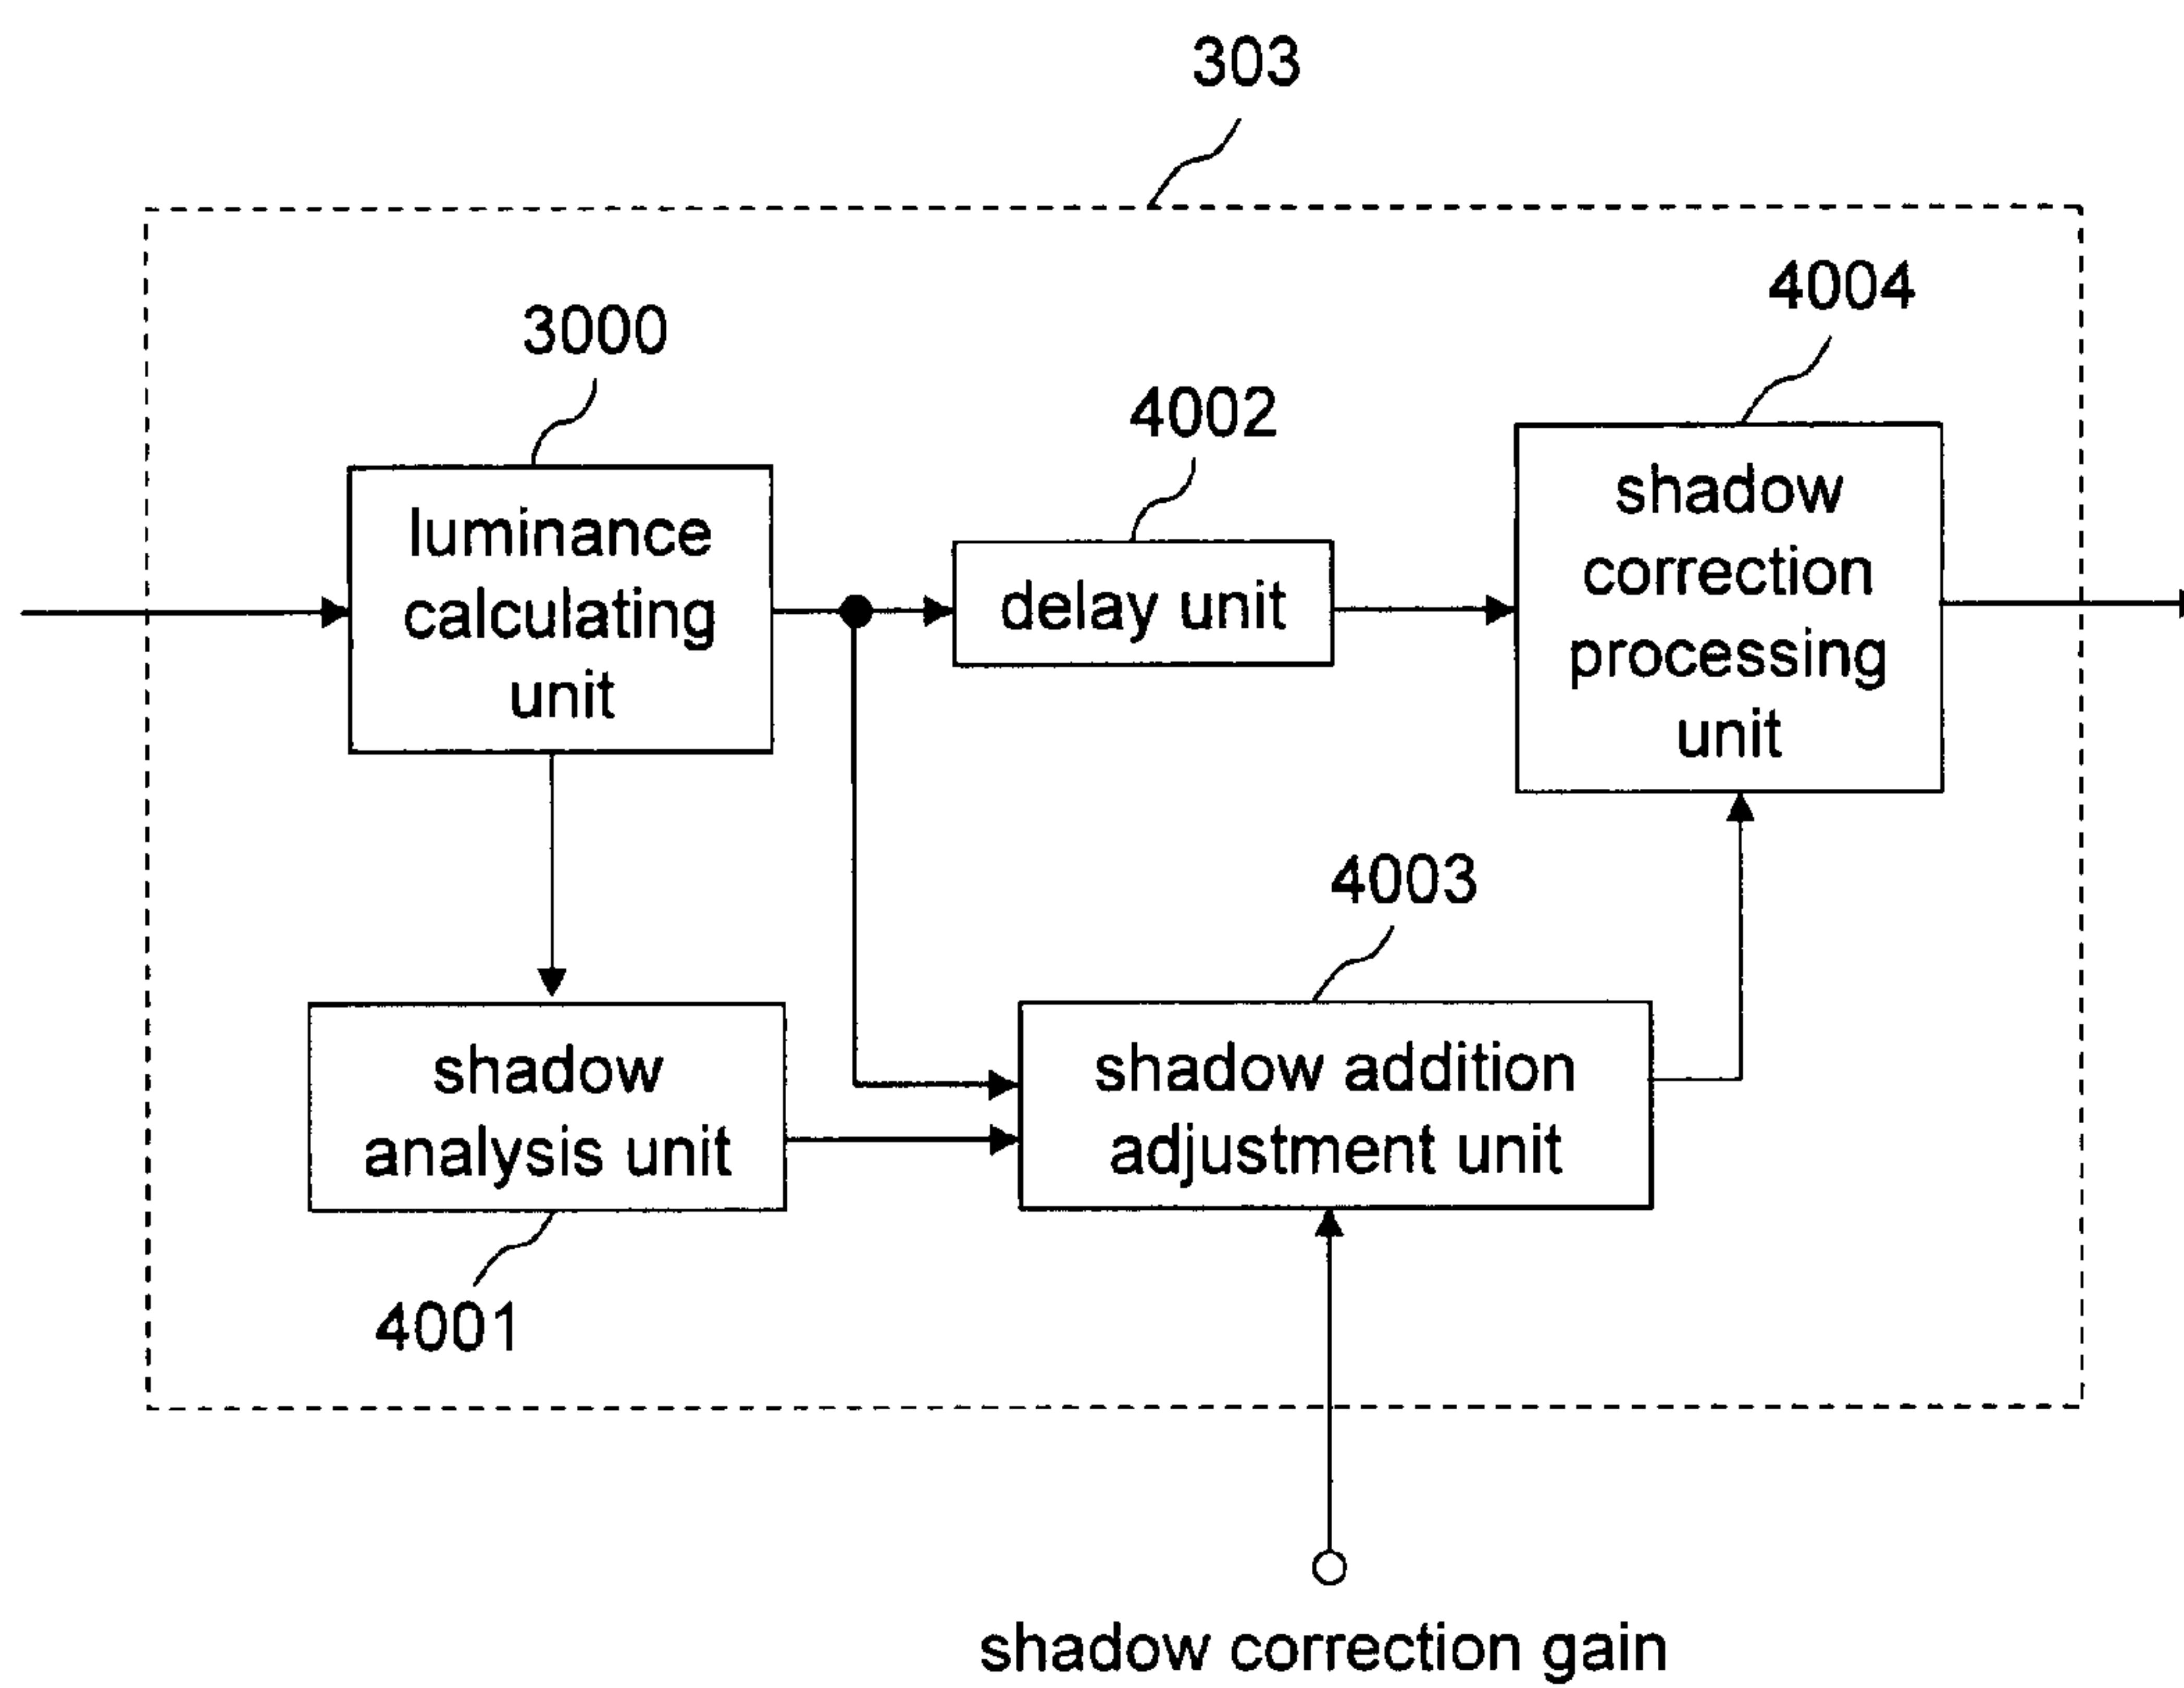 303
4004
3000
4002
luminance
calculating
unit
delay unit
shadow
correction
processing
unit
4003
shadow
analysis unit
shadow addition
adjustment unit
4001
shadow correction gain